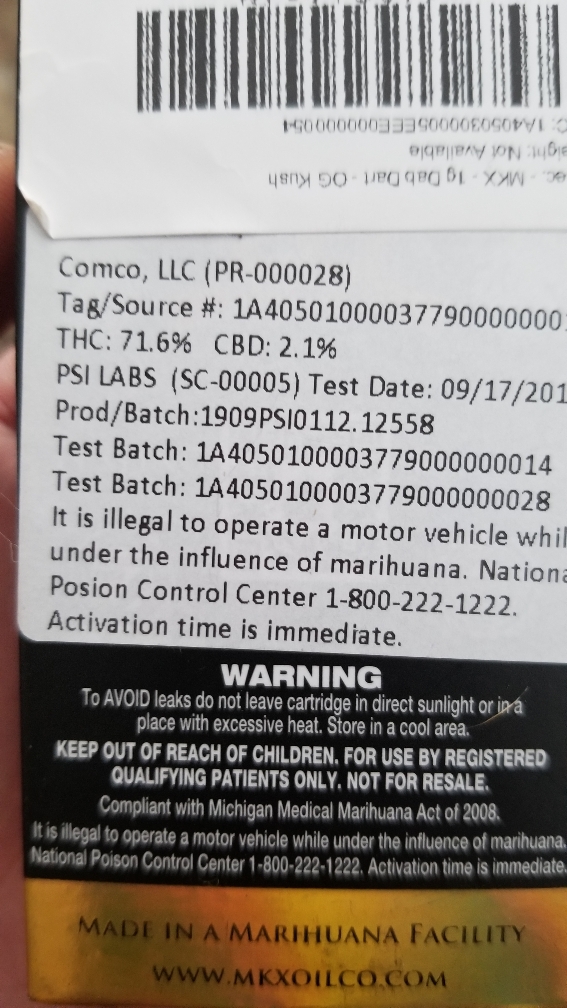 1A4050300005EEE0000005
ight: Not Available
ec. - MKX - 1g Dab Dart - OG Kush
Comco, LLC (PR-000028)
Tag/Source #: 1A4050100003779000000
THC: 71.6% CBD: 2.1%
PSI LABS (SC-00005) Test Date: 09/17/201
Prod/Batch:1909PSI0112.12558
Test Batch: 1A4050100003779000000014
Test Batch: 1A4050100003779000000028
It is illegal to operate a motor vehicle whil
under the influence of marihuana. Nationa
Posion Control Center 1-800-222-1222.
Activation time is immediate.
WARNING
To AVOID leaks do not leave cartridge in direct sunlight or in a
place with excessive heat. Store in a cool area.
KEEP OUT OF REACH OF CHILDREN. FOR USE BY REGISTERED
QUALIFYING PATIENTS ONLY. NOT FOR RESALE.
Compliant with Michigan Medical Marihuana Act of 2008.
It is illegal to operate a motor vehicle while under the influence of marihuana.
National Poison Control Center 1-800-222-1222. Activation time is immediate.
MADE IN A MARIHUANA FACILITY
WWW.MKXOILCO.COM